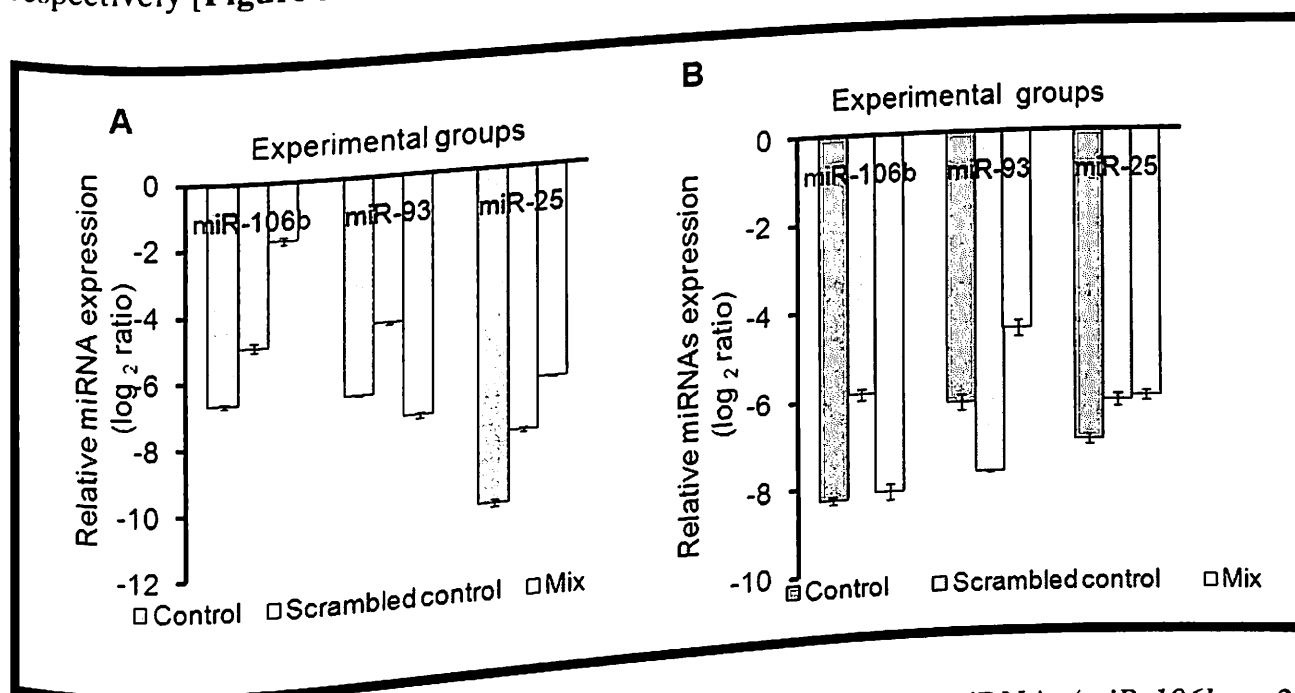 respectively [Figure
A
Experimental groups
0
-2
-4
-6
-8
-10
-12
Relative miRNA expression
(log 2 ratio)
miR-106b
miR-93
miR-25
Control Scrambled control Mix
B
Experimental groups
0
-2
-4
-6
-8
-10
Relative miRNAs expression
(log 2 ratio)
miR-106b
miR-93
miR-25
Control Scrambled control Mix
(miR-106b